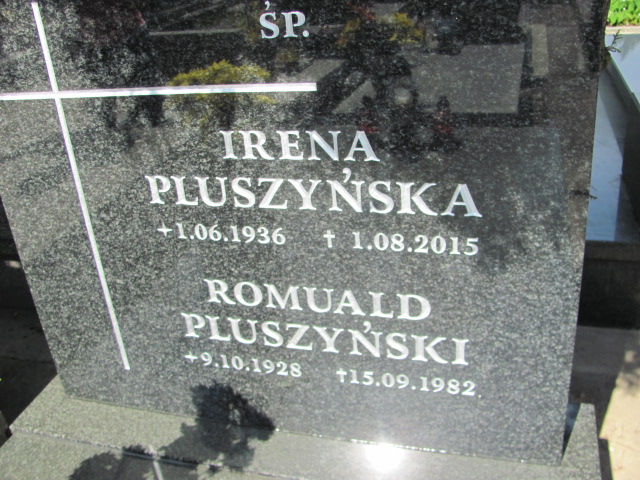 ŚP.
IRENA
PLUSZYŃSKA
+1.06.1936 † 1.08.2015
ROMUALD
PLUSZYŃSKI
+9.10.1928 †15.09.1982